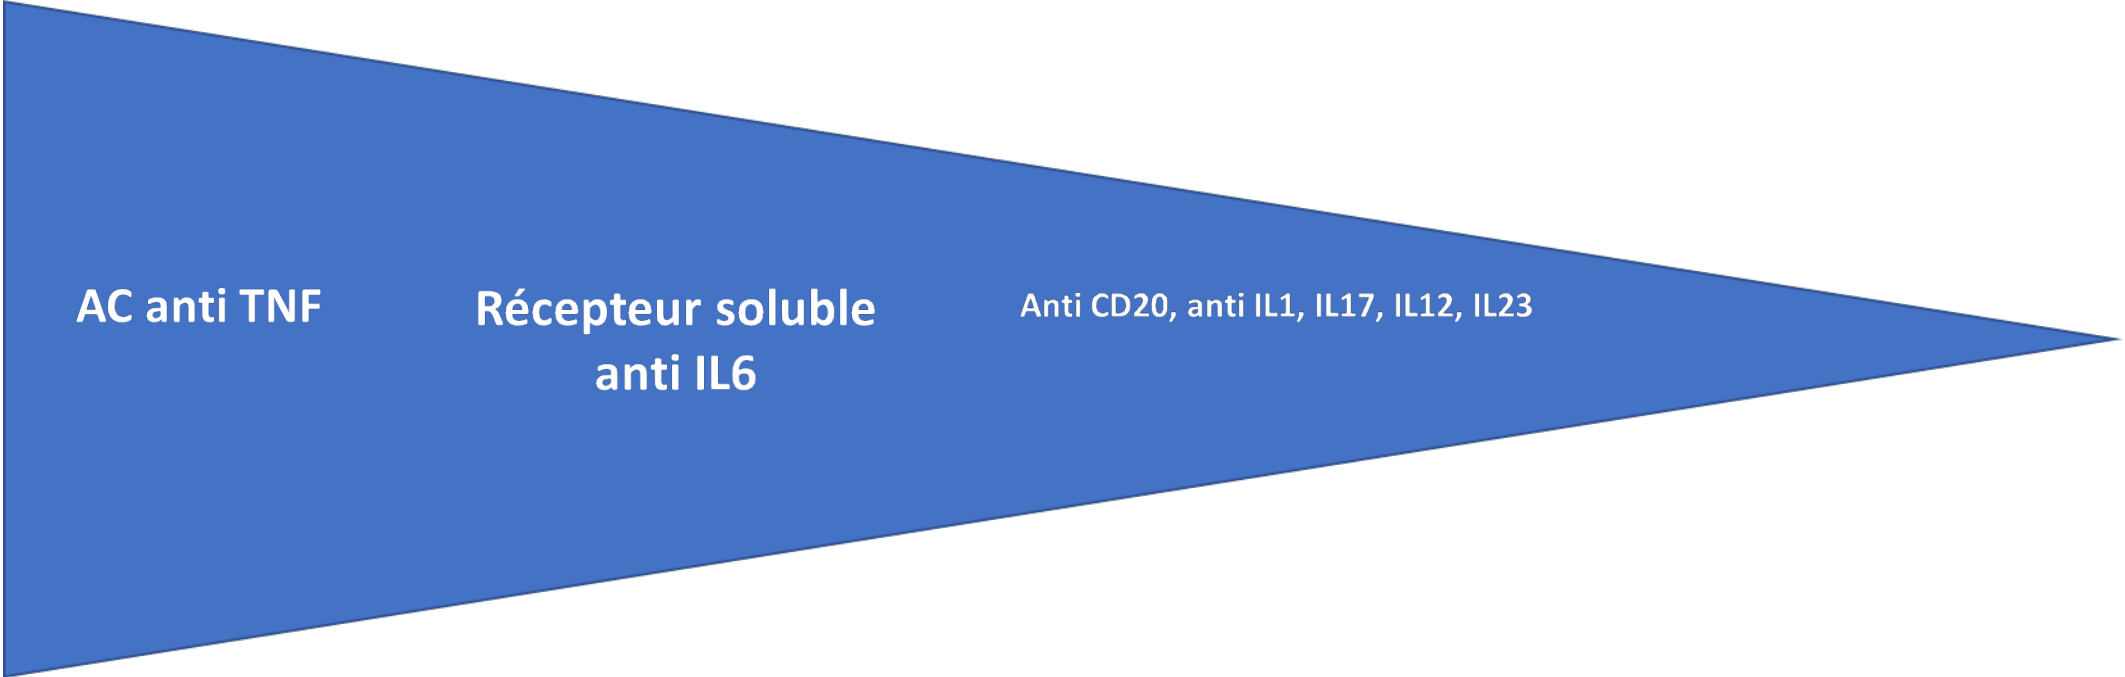 AC anti TNF
Récepteur soluble
anti IL6
Anti CD20, anti IL1, IL17, IL12, IL23